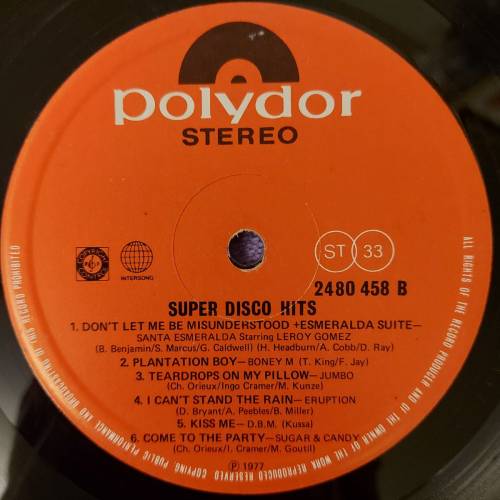 polydor
STEREO
INTERSONG
ST 33
2480 458 B
SUPER DISCO HITS
1. DON'T LET ME BE MISUNDERSTOOD +ESMERALDA SUITE—
SANTA ESMERALDA Starring LEROY GOMEZ
(B. Benjamin/S. Marcus/G. Caldwell) (H. Headburn/A. Cobb/D. Ray)
2. PLANTATION BOY—BONEY M (T. King/F. Jay)
3. TEARDROPS ON MY PILLOW—JUMBO
(Ch. Orieux/Ingo Cramer/M. Kunze)
4. I CAN'T STAND THE RAIN—ERUPTION
(D. Bryant/A. Peebles/B. Miller)
5. KISS ME—D.B.M. (Kussa)
6. COME TO THE PARTY—SUGAR & CANDY
(Ch. Orieux/I. Cramer/M. Goutil)
Ⓟ 1977
ALL RIGHTS OF THE RECORD PRODUCER AND OF THE OWNER OF THE WORK REPRODUCED RESERVED COPYING PUBLIC PERFORMANCE AND BROADCASTING OF THIS RECORD PROHIBITED